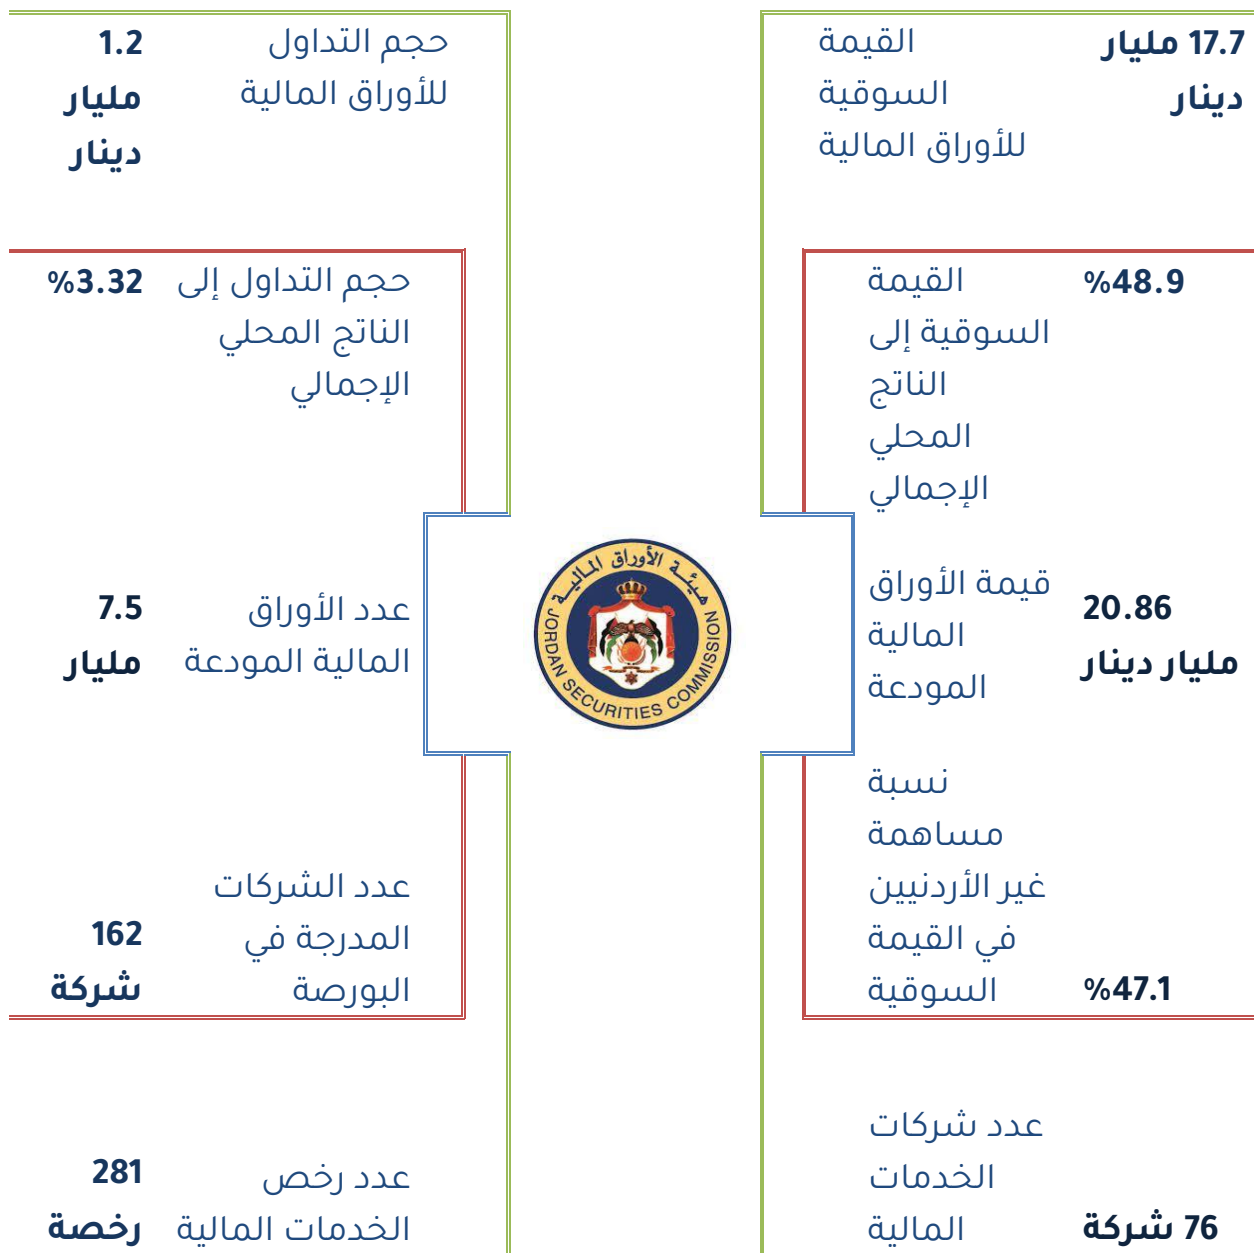 17.7 مليار
دينار
القيمة
السوقية
للأوراق المالية
حجم التداول
للأوراق المالية
1.2
مليار
دينار
%48.9
القيمة
السوقية إلى
الناتج
المحلي
الإجمالي
حجم التداول إلى
الناتج المحلي
الإجمالي
%3.32
20.86
مليار دينار
قيمة الأوراق
المالية
المودعة
هيئة الأوراق المالية
JORDAN SECURITIES COMMISSION
عدد الأوراق
المالية المودعة
7.5
مليار
%47.1
نسبة
مساهمة
غير الأردنيين
في القيمة
السوقية
عدد الشركات
المدرجة في
البورصة
162
شركة
76 شركة
عدد شركات
الخدمات
المالية
عدد رخص
الخدمات المالية
281
رخصة